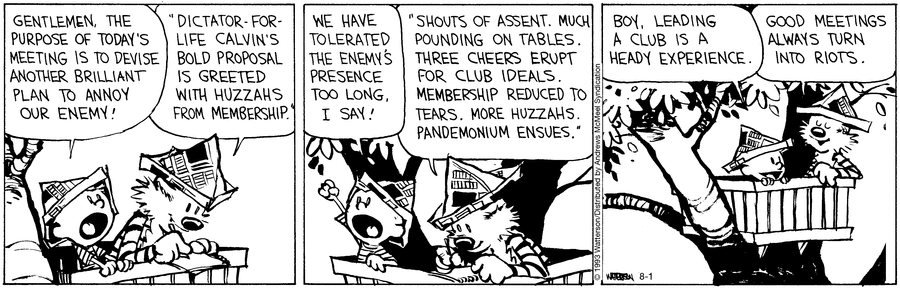 GENTLEMEN, THE
PURPOSE OF TODAY'S
MEETING IS TO DEVISE
ANOTHER BRILLIANT
PLAN TO ANNOY
OUR ENEMY!
"DICTATOR-FOR-
LIFE CALVIN'S
BOLD PROPOSAL
IS GREETED
WITH HUZZAHS
FROM MEMBERSHIP."
WE HAVE
TOLERATED
THE ENEMY'S
PRESENCE
TOO LONG,
I SAY!
"SHOUTS OF ASSENT. MUCH
POUNDING ON TABLES.
THREE CHEERS ERUPT
FOR CLUB IDEALS.
MEMBERSHIP REDUCED TO
TEARS. MORE HUZZAHS.
PANDEMONIUM ENSUES."
© 1993 Watterson/Distributed by Andrews McMeel Syndication
BOY, LEADING
A CLUB IS A
HEADY EXPERIENCE.
GOOD MEETINGS
ALWAYS TURN
INTO RIOTS.
WATTERSON 8-1